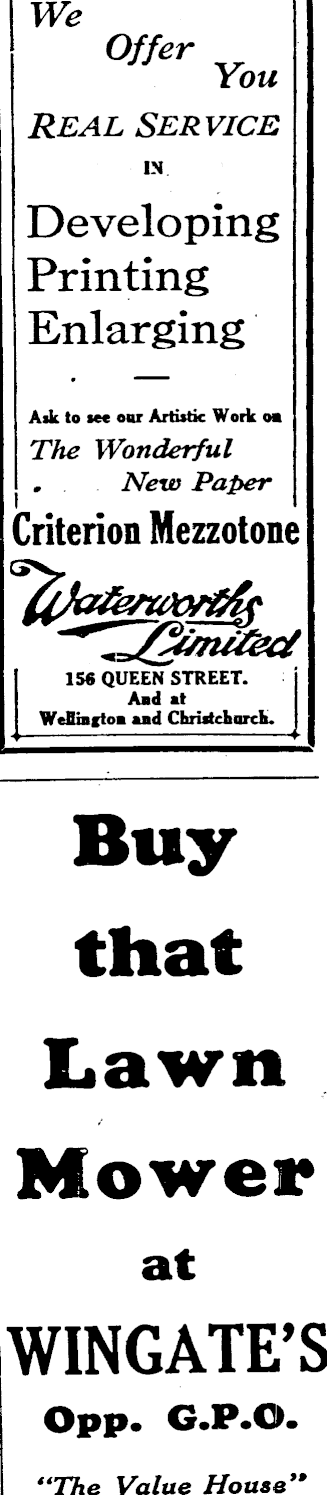 We
Offer
You
REAL SERVICE
IN
Developing
Printing
Enlarging
Ask to see our Artistic Work on
The Wonderful
New Paper
Criterion Mezzotone
Waterworths
Limited
156 QUEEN STREET.
And at
Wellington and Christchurch.
Buy
that
Lawn
Mower
at
WINGATE'S
Opp. G.P.O.
"The Value House"